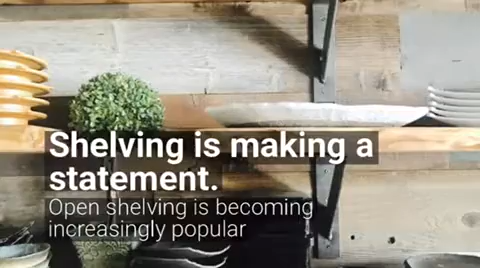 Shelving is making a
statement.
Open shelving is becoming
increasingly popular